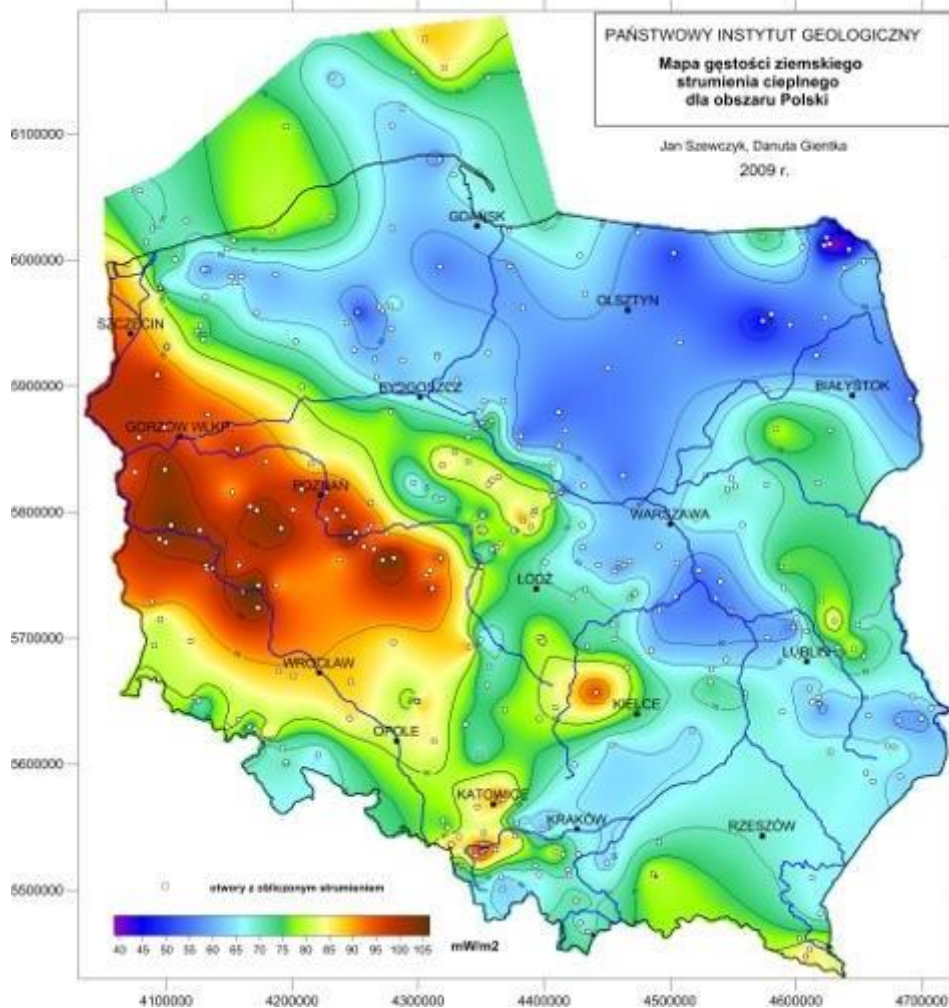 PAŃSTWOWY INSTYTUT GEOLOGICZNY
Mapa gęstości ziemskiego
strumienia cieplnego
dla obszaru Polski
Jan Szewczyk, Danuta Gientka
2009 r.
6100000
GDAŃSK
6000000
OLSZTYN
SZCZECIN
5900000
BYDGOSZCZ
BIAŁYSTOK
GORZÓW WLKP.
POZNAŃ
5800000
WARSZAWA
ŁÓDŹ
5700000
LUBLIN
WROCŁAW
KIELCE
OPOLE
5600000
KATOWICE
KRAKÓW
RZESZÓW
5500000
otwory z obliczonym strumieniem
40 45 50 55 60 65 70 75 80 85 90 95 100 105 mW/m2
4100000 4200000 4300000 4400000 4500000 4600000 4700000